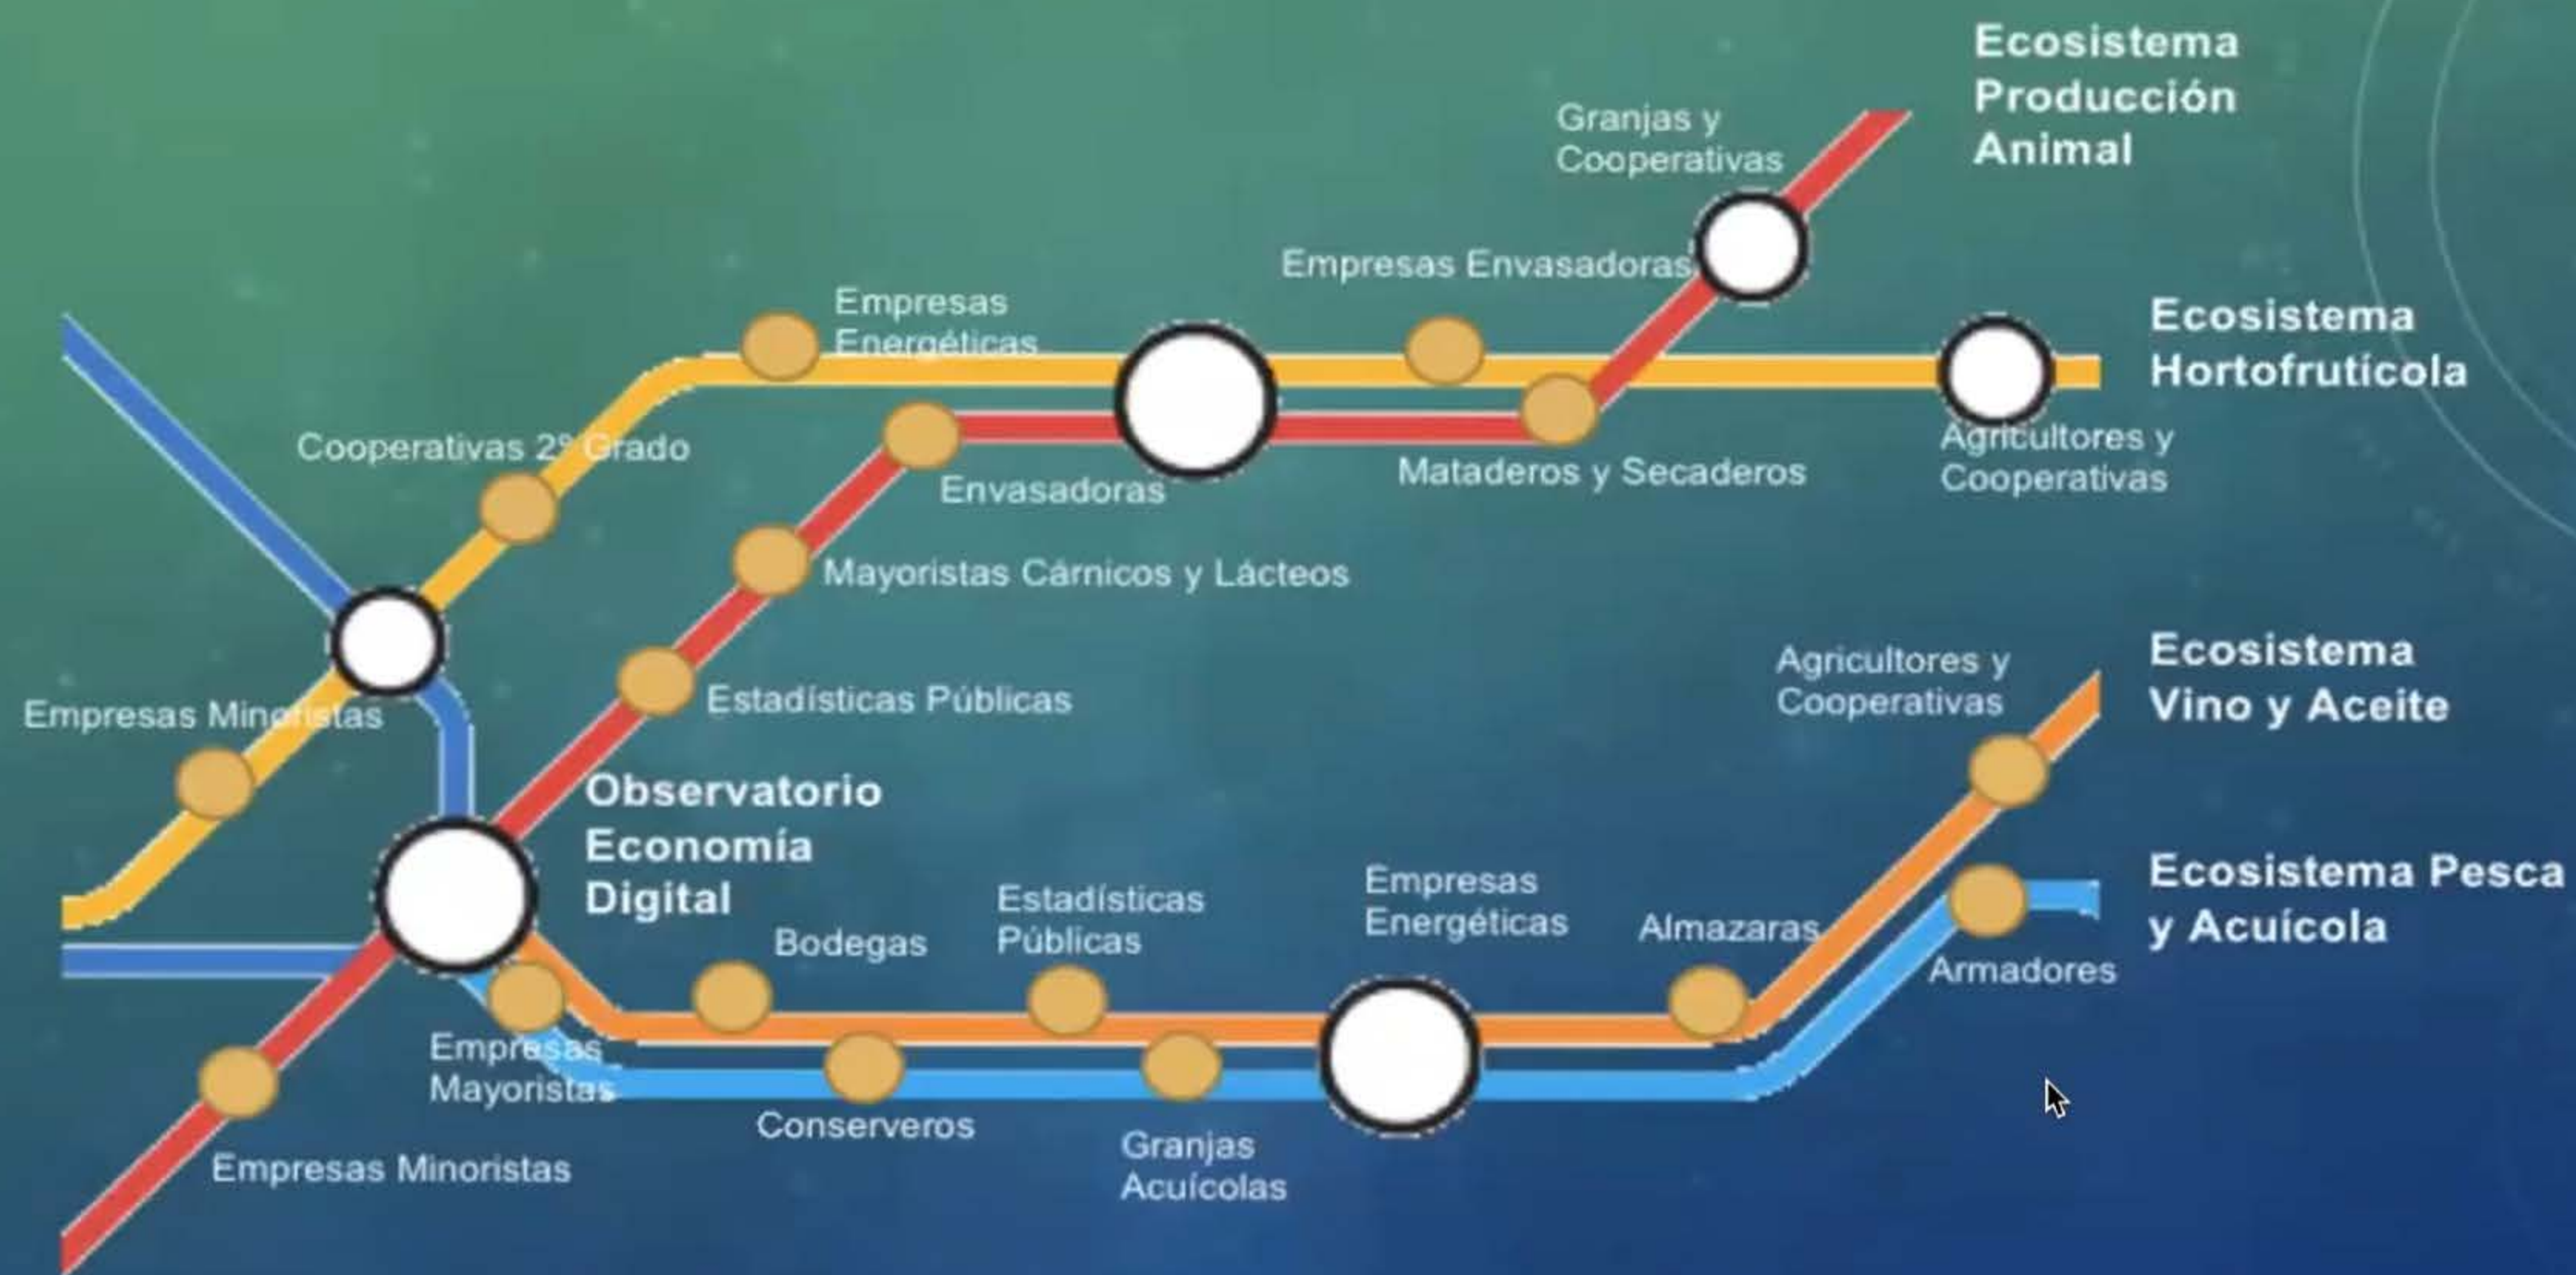 Ecosistema
Producción
Animal
Granjas y
Cooperativas
Empresas Envasadoras
Empresas
Energéticas
Ecosistema
Hortofrutícola
Cooperativas 2º Grado
Agricultores y
Cooperativas
Mataderos y Secaderos
Envasadoras
Mayoristas Cárnicos y Lácteos
Estadísticas Públicas
Empresas Minoristas
Agricultores y
Cooperativas
Ecosistema
Vino y Aceite
Observatorio
Economía
Digital
Bodegas
Estadísticas
Públicas
Empresas
Energéticas
Almazaras
Ecosistema Pesca
y Acuícola
Armadores
Empresas
Mayoristas
Conserveros
Granjas
Acuícolas
Empresas Minoristas